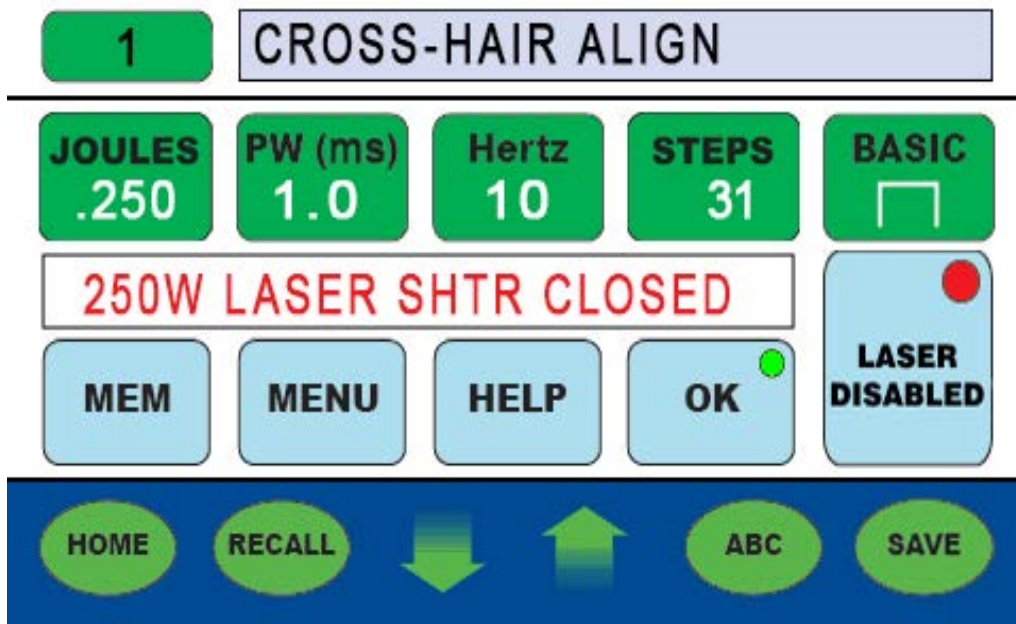 1 CROSS-HAIR ALIGN
JOULES PW (ms) Hertz STEPS BASIC
.250 1.0 10 31
250W LASER SHTR CLOSED
LASER
MEM MENU HELP OK DISABLED
HOME RECALL ABC SAVE